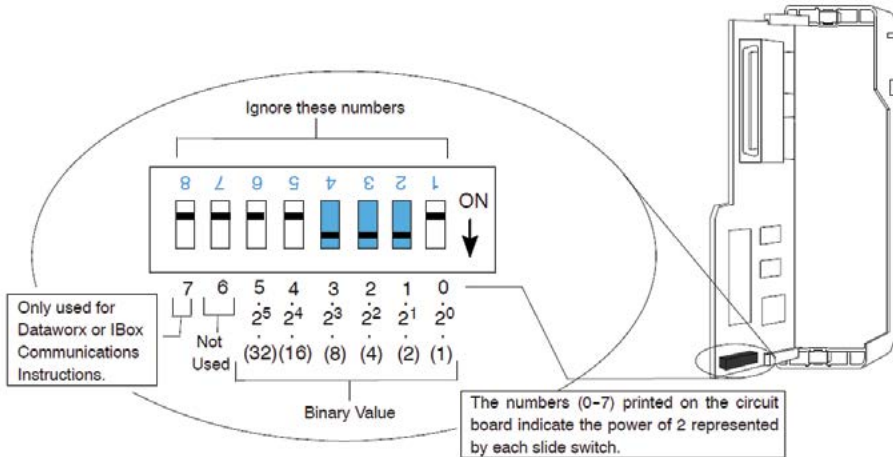 Ignore these numbers
8 7 6 5 4 3 2 1
ON
7 6 5 4 3 2 1 0
2⁵ 2⁴ 2³ 2² 2¹ 2⁰
(32) (16) (8) (4) (2) (1)
Only used for
Dataworx or IBox
Communications
Instructions.
Not
Used
Binary Value
The numbers (0–7) printed on the circuit
board indicate the power of 2 represented
by each slide switch.